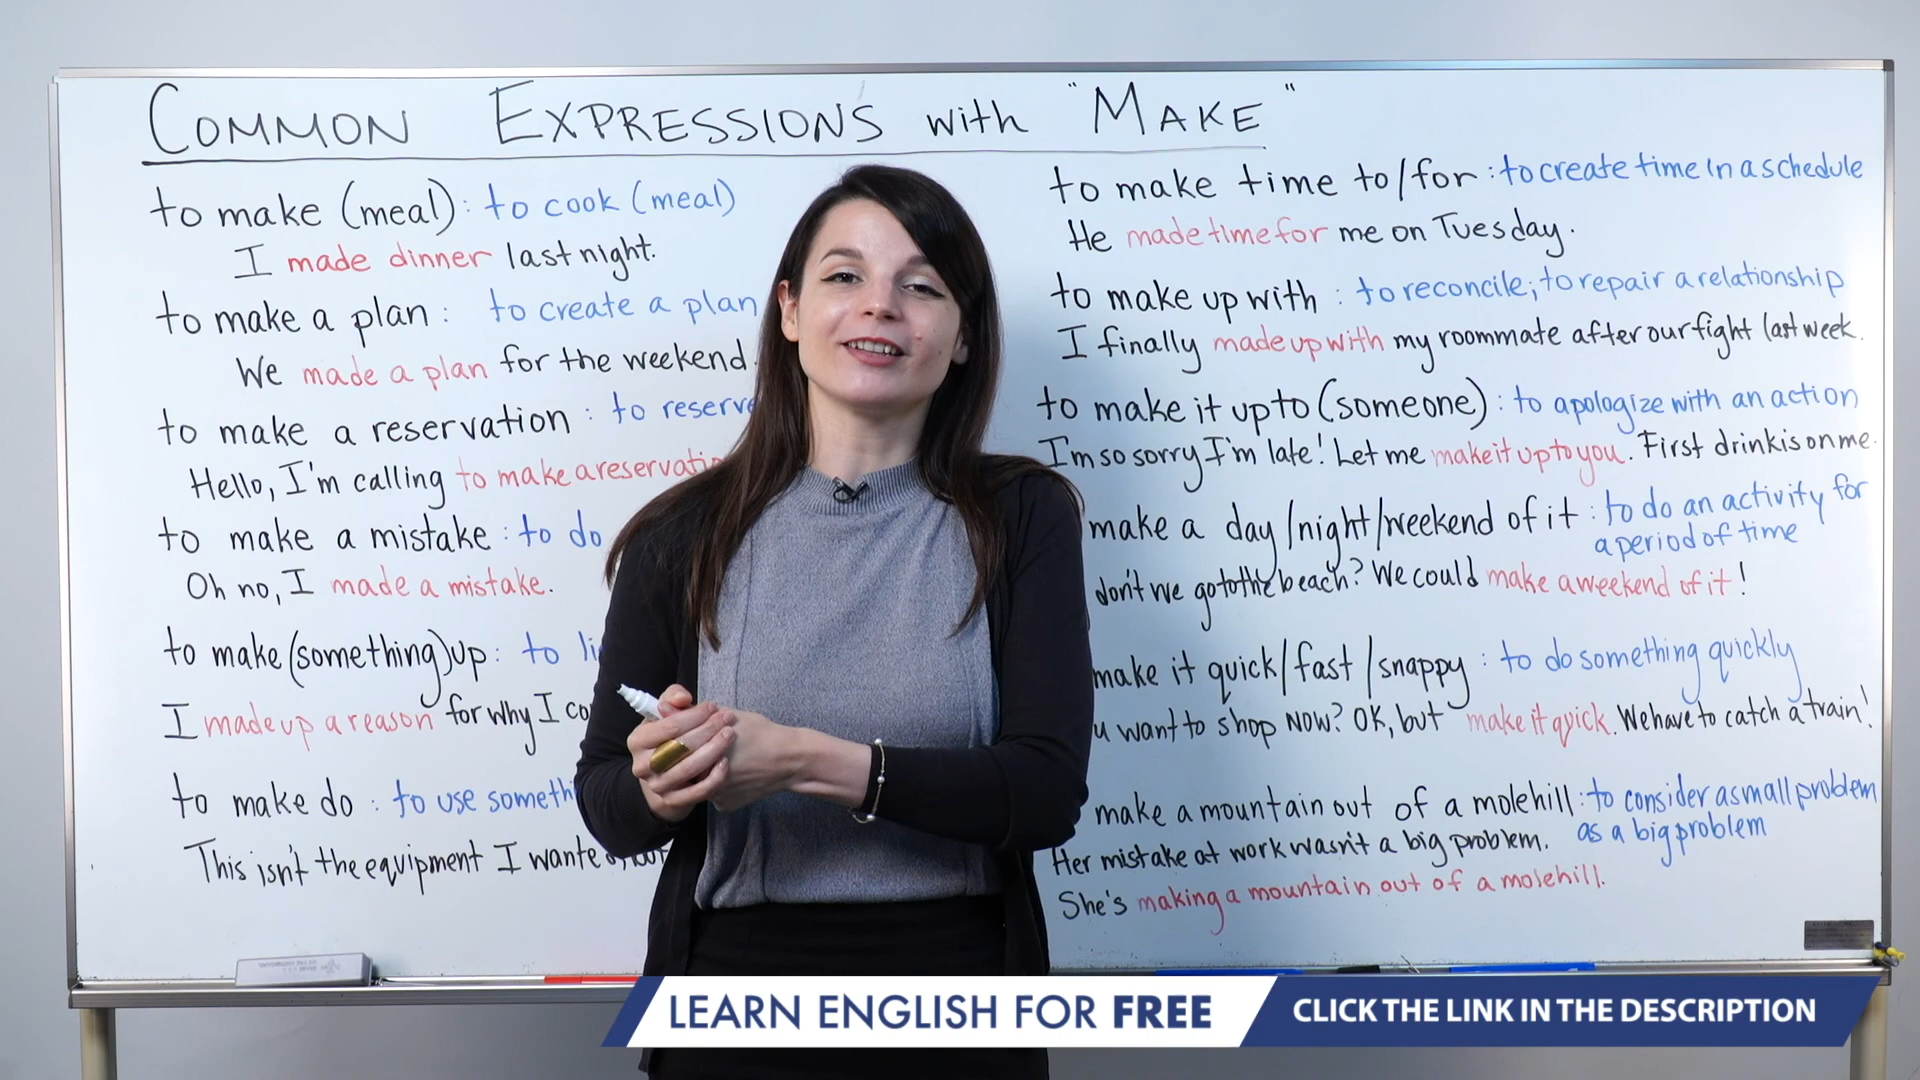 COMMON EXPRESSIONS with "MAKE"
to make (meal): to cook (meal)
I made dinner last night.
to make a plan: to create a plan
We made a plan for the weekend.
to make a reservation: to reserve
Hello, I'm calling to make a reservatio
to make a mistake: to do
Oh no, I made a mistake.
to make (something) up: to li
I made up a reason for why I co
to make do: to use somethi
This isn't the equipment I wanted, but
to make time to/for: to create time in a schedule
He made time for me on Tuesday.
to make up with: to reconcile; to repair a relationship
I finally made up with my roommate after our fight last week.
to make it up to (someone): to apologize with an action
I'm so sorry I'm late! Let me make it up to you. First drink is on me.
make a day/night/weekend of it: to do an activity for
a period of time
don't we go to the beach? We could make a weekend of it!
make it quick/fast/snappy: to do something quickly
u want to shop now? OK, but make it quick. We have to catch a train!
make a mountain out of a molehill: to consider a small problem
as a big problem
Her mistake at work wasn't a big problem.
She's making a mountain out of a molehill.
LEARN ENGLISH FOR FREE
CLICK THE LINK IN THE DESCRIPTION